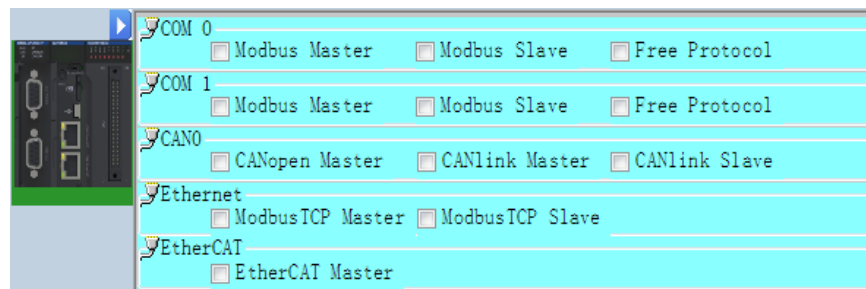 COM 0
Modbus Master Modbus Slave Free Protocol
COM 1
Modbus Master Modbus Slave Free Protocol
CAN0
CANopen Master CANlink Master CANlink Slave
Ethernet
ModbusTCP Master ModbusTCP Slave
EtherCAT
EtherCAT Master